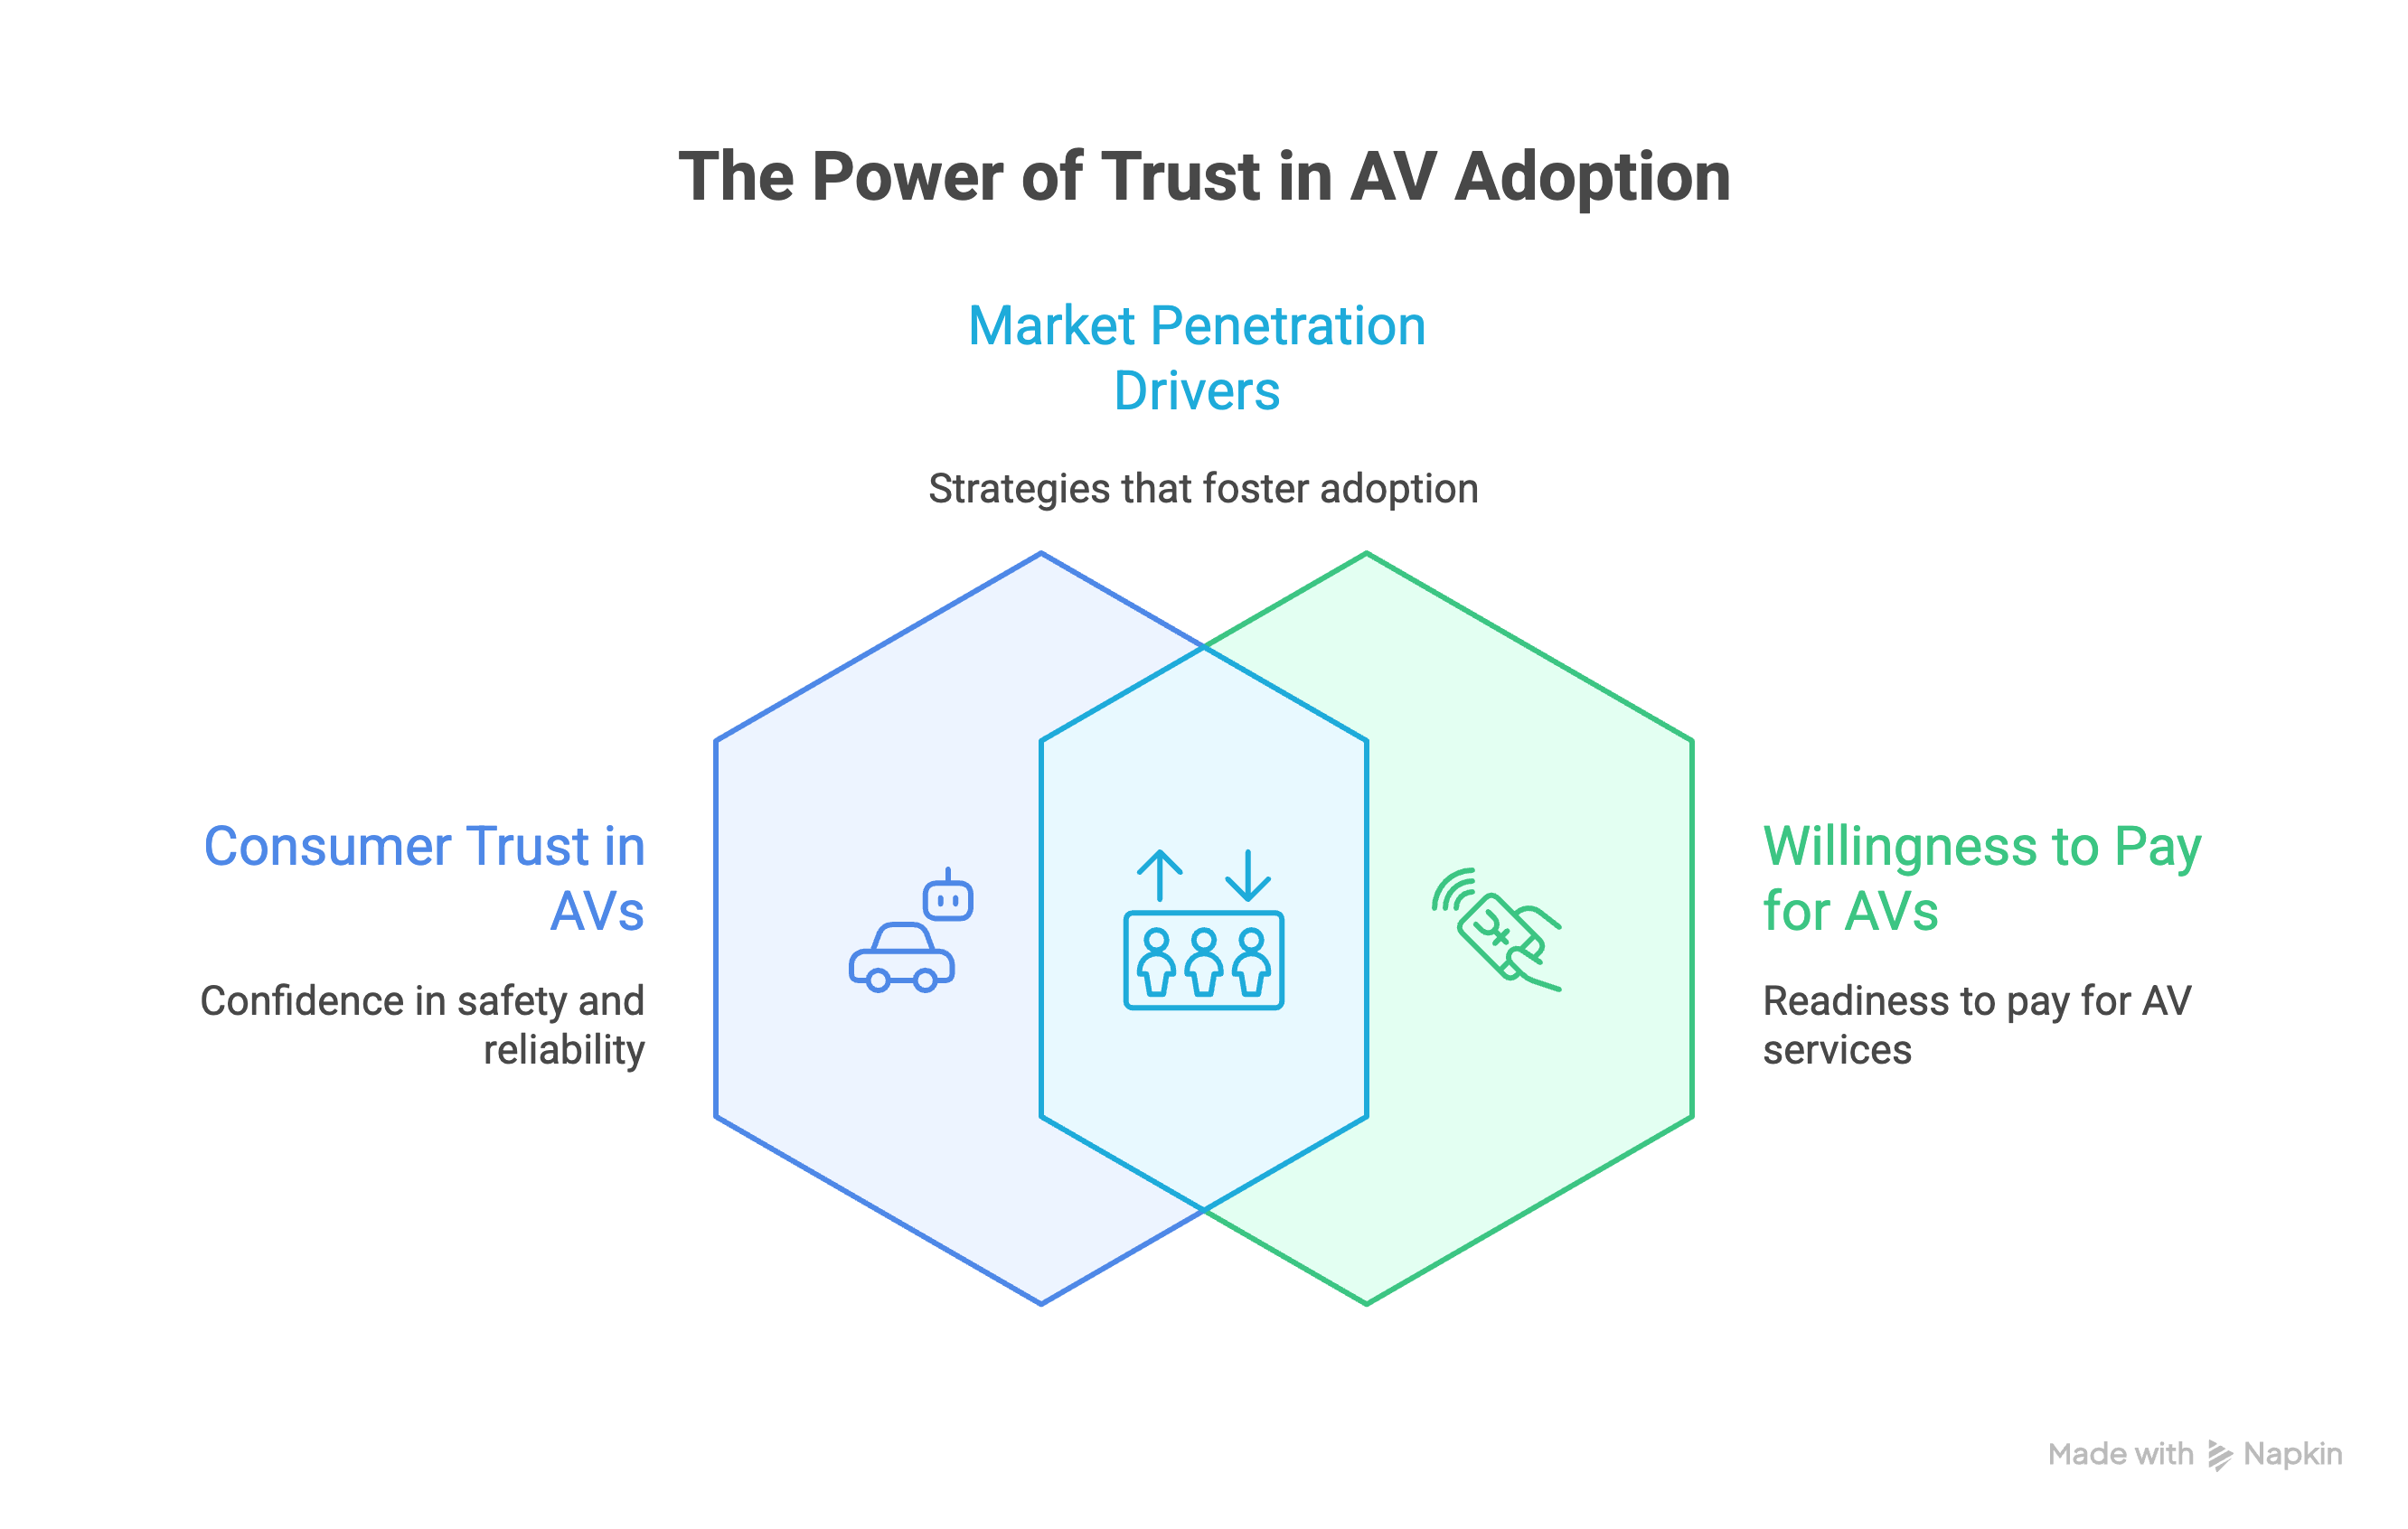 The Power of Trust in AV Adoption
Market Penetration
Drivers
Strategies that foster adoption
Consumer Trust in
AVs
Confidence in safety and
reliability
Willingness to Pay
for AVs
Readiness to pay for AV
services
Made with Napkin